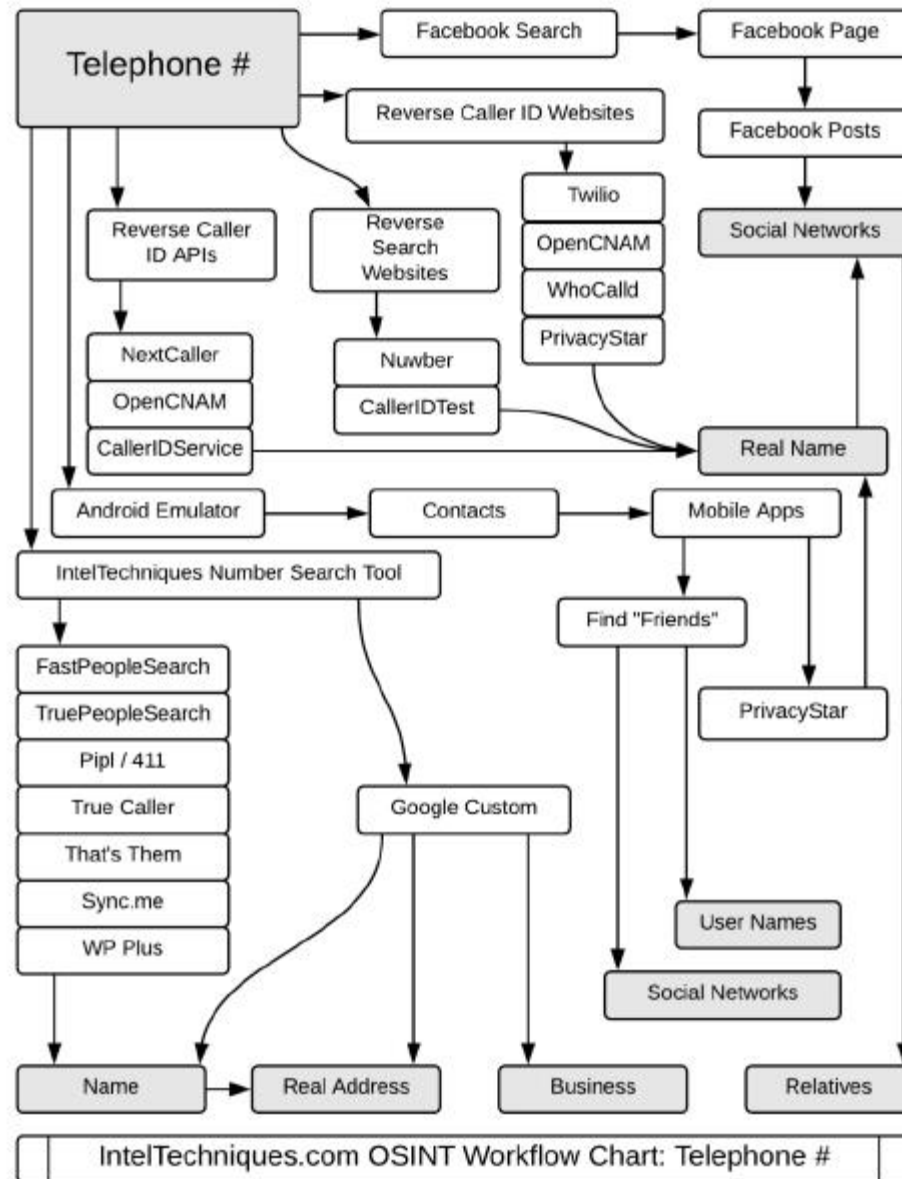 Telephone #
Facebook Search
Facebook Page
Reverse Caller ID Websites
Facebook Posts
Twilio
Reverse Caller
ID APIs
Reverse
Search
Websites
OpenCNAM
Social Networks
WhoCalld
PrivacyStar
NextCaller
Nuwber
OpenCNAM
CallerIDTest
CallerIDService
Real Name
Android Emulator
Contacts
Mobile Apps
IntelTechniques Number Search Tool
Find "Friends"
FastPeopleSearch
TruePeopleSearch
PrivacyStar
Pipl / 411
True Caller
Google Custom
That's Them
Sync.me
User Names
WP Plus
Social Networks
Name
Real Address
Business
Relatives
IntelTechniques.com OSINT Workflow Chart: Telephone #